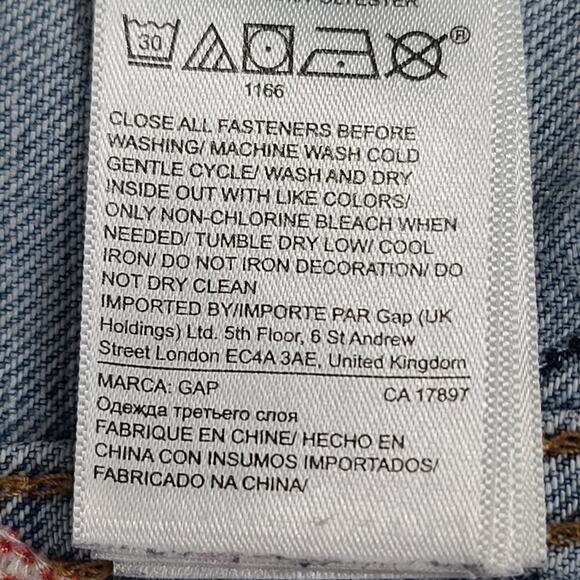 POLYESTER
30
®
1166
CLOSE ALL FASTENERS BEFORE
WASHING/ MACHINE WASH COLD
GENTLE CYCLE/ WASH AND DRY
INSIDE OUT WITH LIKE COLORS/
ONLY NON-CHLORINE BLEACH WHEN
NEEDED/ TUMBLE DRY LOW/ COOL
IRON/ DO NOT IRON DECORATION/ DO
NOT DRY CLEAN
IMPORTED BY/IMPORTE PAR Gap (UK
Holdings) Ltd. 5th Floor, 6 St Andrew
Street London EC4A 3AE, United Kingdom
MARCA: GAP CA 17897
Одежда третьего слоя
FABRIQUE EN CHINE/ HECHO EN
CHINA CON INSUMOS IMPORTADOS/
FABRICADO NA CHINA/